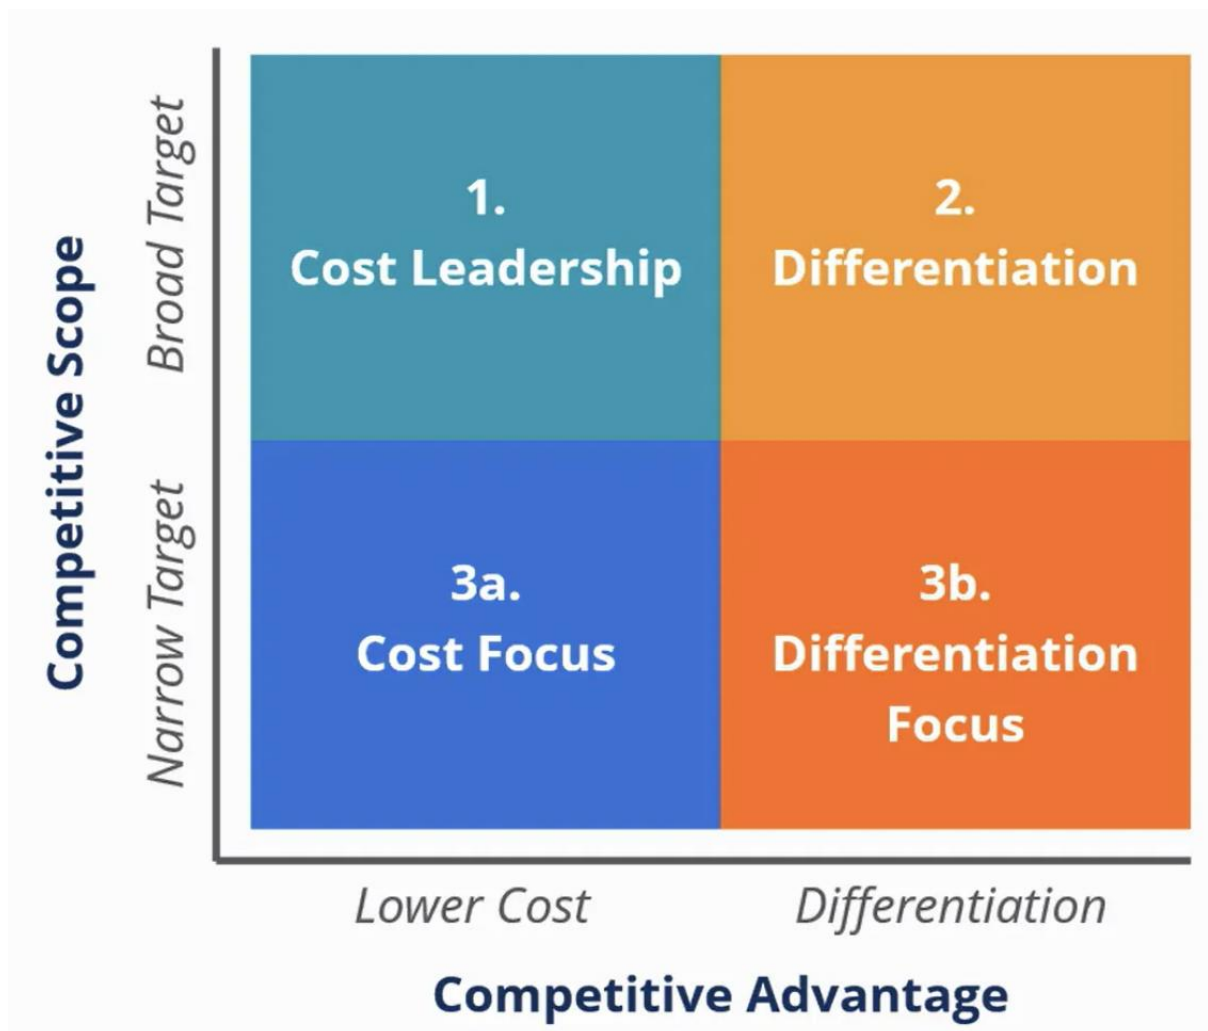 Competitive Scope
Broad Target
Narrow Target
1.
Cost Leadership
2.
Differentiation
3a.
Cost Focus
3b.
Differentiation
Focus
Lower Cost
Differentiation
Competitive Advantage